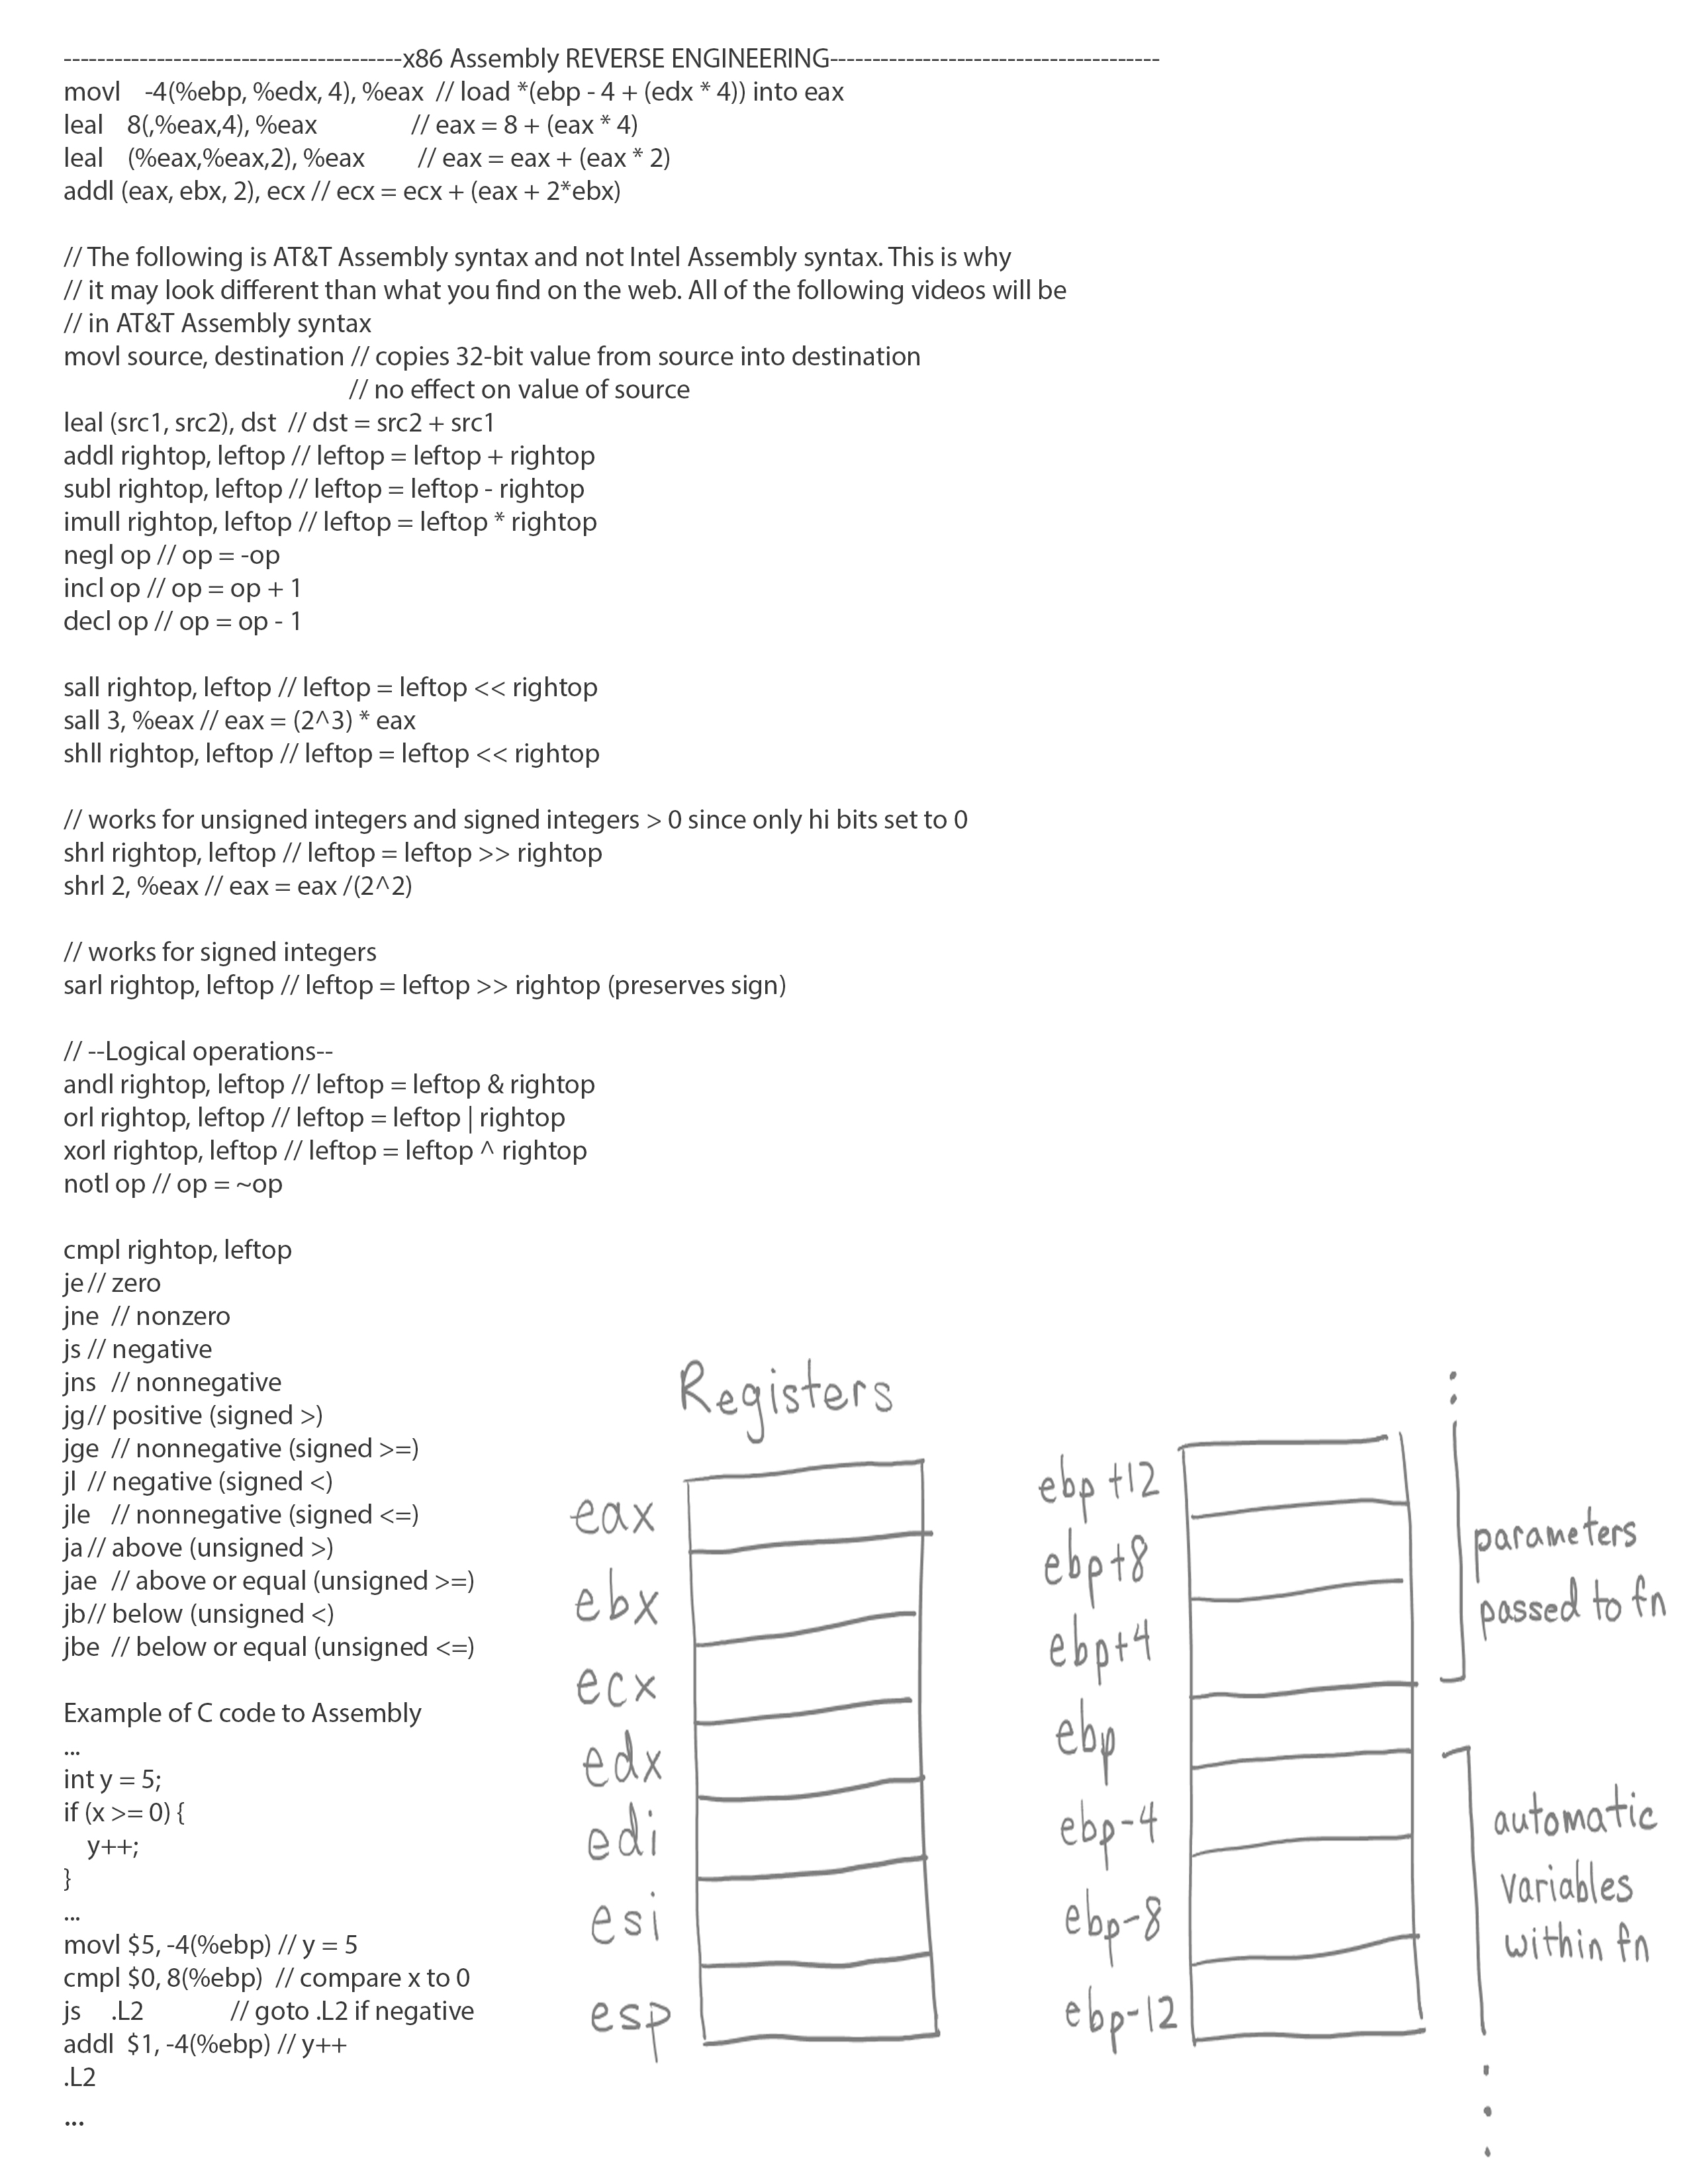 ----------------------------------------x86 Assembly REVERSE ENGINEERING---------------------------------------
movl -4(%ebp, %edx, 4), %eax // load *(ebp - 4 + (edx * 4)) into eax
leal 8(,%eax,4), %eax // eax = 8 + (eax * 4)
leal (%eax,%eax,2), %eax // eax = eax + (eax * 2)
addl (eax, ebx, 2), ecx // ecx = ecx + (eax + 2*ebx)
// The following is AT&T Assembly syntax and not Intel Assembly syntax. This is why
// it may look different than what you find on the web. All of the following videos will be
// in AT&T Assembly syntax
movl source, destination // copies 32-bit value from source into destination
// no effect on value of source
leal (src1, src2), dst // dst = src2 + src1
addl rightop, leftop // leftop = leftop + rightop
subl rightop, leftop // leftop = leftop - rightop
imull rightop, leftop // leftop = leftop * rightop
negl op // op = -op
incl op // op = op + 1
decl op // op = op - 1
sall rightop, leftop // leftop = leftop << rightop
sall 3, %eax // eax = (2^3) * eax
shll rightop, leftop // leftop = leftop << rightop
// works for unsigned integers and signed integers > 0 since only hi bits set to 0
shrl rightop, leftop // leftop = leftop >> rightop
shrl 2, %eax // eax = eax /(2^2)
// works for signed integers
sarl rightop, leftop // leftop = leftop >> rightop (preserves sign)
// --Logical operations--
andl rightop, leftop // leftop = leftop & rightop
orl rightop, leftop // leftop = leftop | rightop
xorl rightop, leftop // leftop = leftop ^ rightop
notl op // op = ~op
cmpl rightop, leftop
je // zero
jne // nonzero
js // negative
jns // nonnegative
jg // positive (signed >)
jge // nonnegative (signed >=)
jl // negative (signed <)
jle // nonnegative (signed <=)
ja // above (unsigned >)
jae // above or equal (unsigned >=)
jb // below (unsigned <)
jbe // below or equal (unsigned <=)
Example of C code to Assembly
...
int y = 5;
if (x >= 0) {
y++;
}
...
movl $5, -4(%ebp) // y = 5
cmpl $0, 8(%ebp) // compare x to 0
js .L2 // goto .L2 if negative
addl $1, -4(%ebp) // y++
.L2
...
Registers
eax
ebx
ecx
edx
edi
esi
esp
ebp+12
ebp+8
ebp+4
ebp
ebp-4
ebp-8
ebp-12
parameters
passed to fn
automatic
variables
within fn